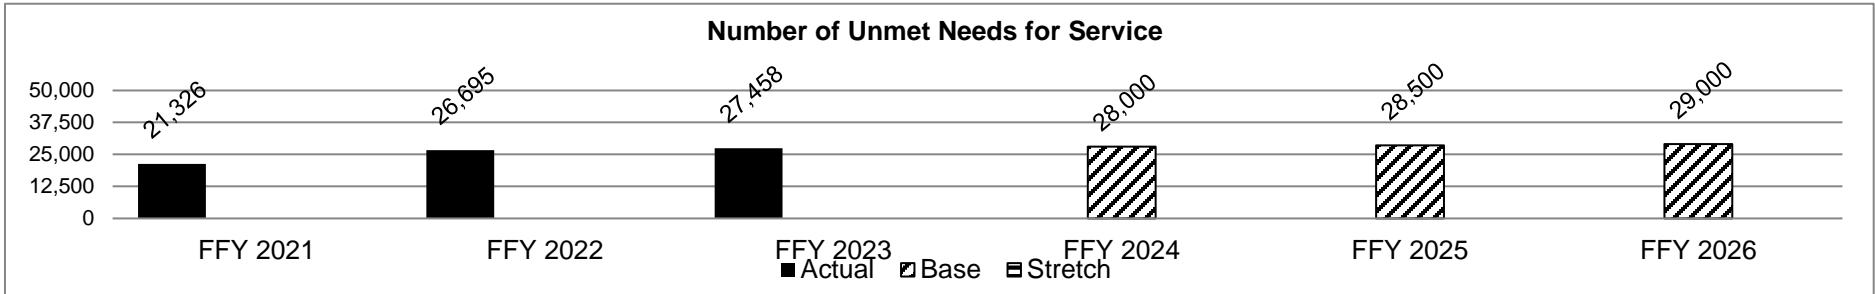 Number of Unmet Needs for Service
50,000
37,500
25,000
12,500
0
21,326
26,695
27,458
28,000
28,500
29,000
FFY 2021
FFY 2022
FFY 2023
FFY 2024
FFY 2025
FFY 2026
Actual
Base
Stretch